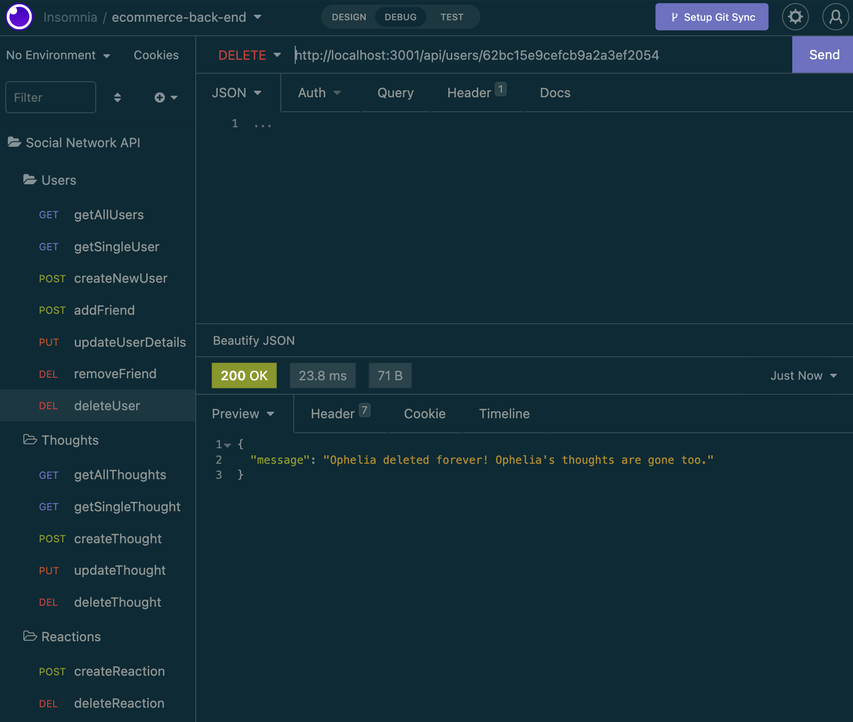 Insomnia / ecommerce-back-end
DESIGN DEBUG TEST
Setup Git Sync
No Environment Cookies
DELETE http://localhost:3001/api/users/62bc15e9cefcb9a2a3ef2054 Send
Filter
JSON Auth Query Header 1 Docs
1 ...
Social Network API
Users
GET getAllUsers
GET getSingleUser
POST createNewUser
POST addFriend
PUT updateUserDetails
DEL removeFriend
DEL deleteUser
Thoughts
GET getAllThoughts
GET getSingleThought
POST createThought
PUT updateThought
DEL deleteThought
Reactions
POST createReaction
DEL deleteReaction
Beautify JSON
200 OK 23.8 ms 71 B Just Now
Preview Header 7 Cookie Timeline
1 {
2 "message": "Ophelia deleted forever! Ophelia's thoughts are gone too."
3 }